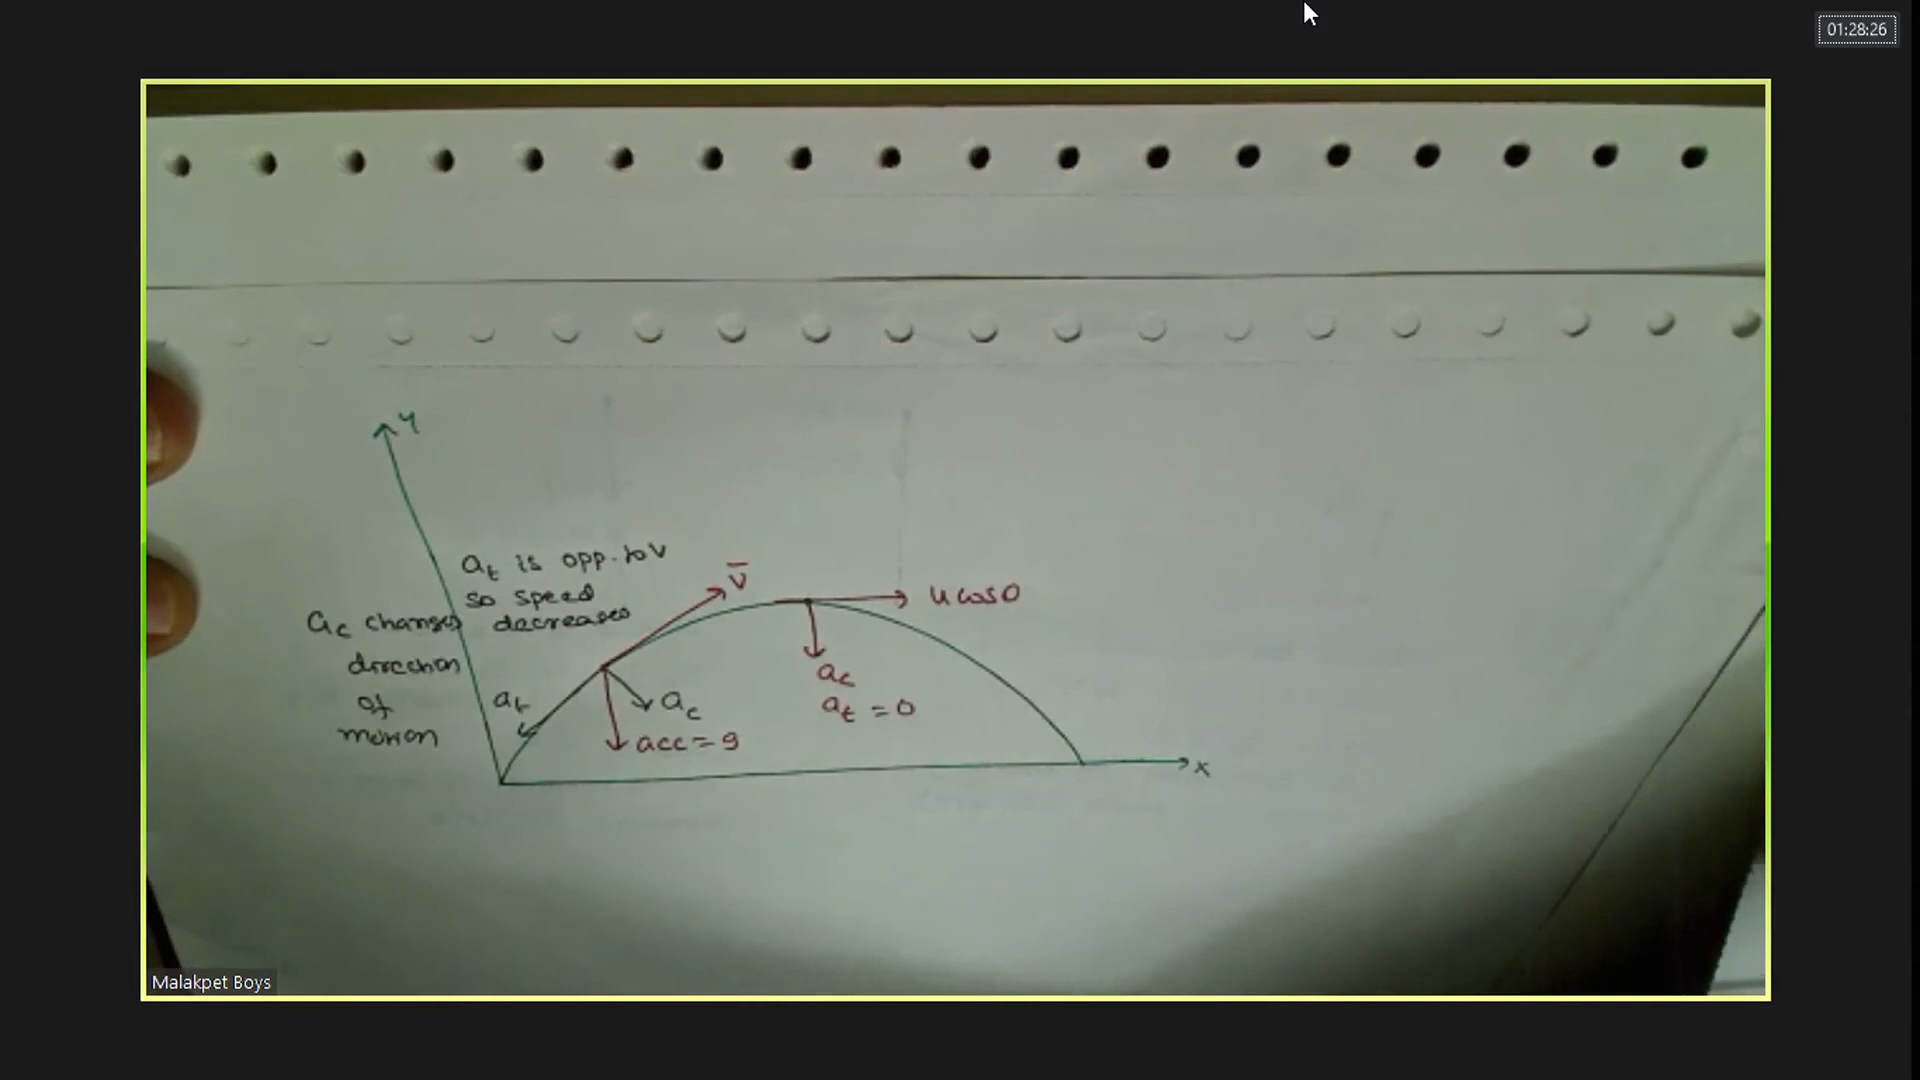 01:28:26
Y
at is opp. to v
so speed
decreases
ac changes
direction
of
motion
v̄
ucosθ
at
ac
acc = g
ac
at = 0
x
Malakpet Boys